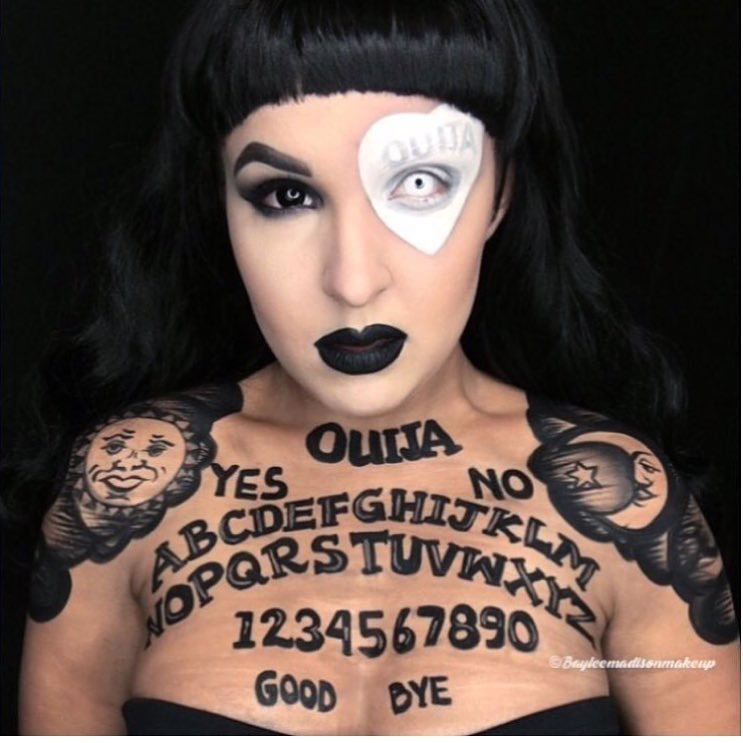 OUIJA
OUIJA
YES NO
ABCDEFGHIJKLM
NOPQRSTUVWXYZ
1234567890
GOOD BYE
©Bayleemadisonmakeup